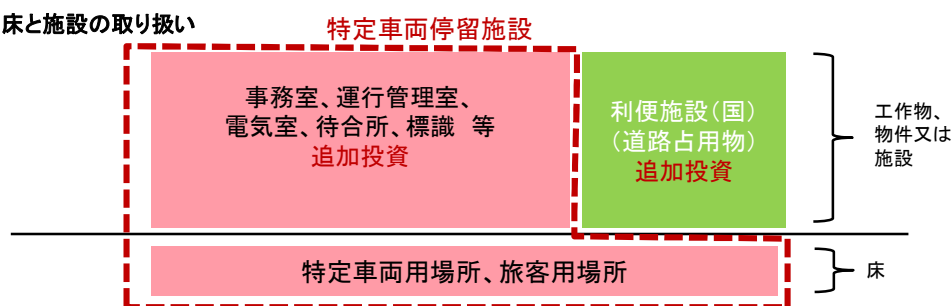 床と施設の取り扱い
特定車両停留施設
事務室、運行管理室、
電気室、待合所、標識　等
追加投資
利便施設（国）
（道路占用物）
追加投資
工作物、
物件又は
施設
特定車両用場所、旅客用場所
床